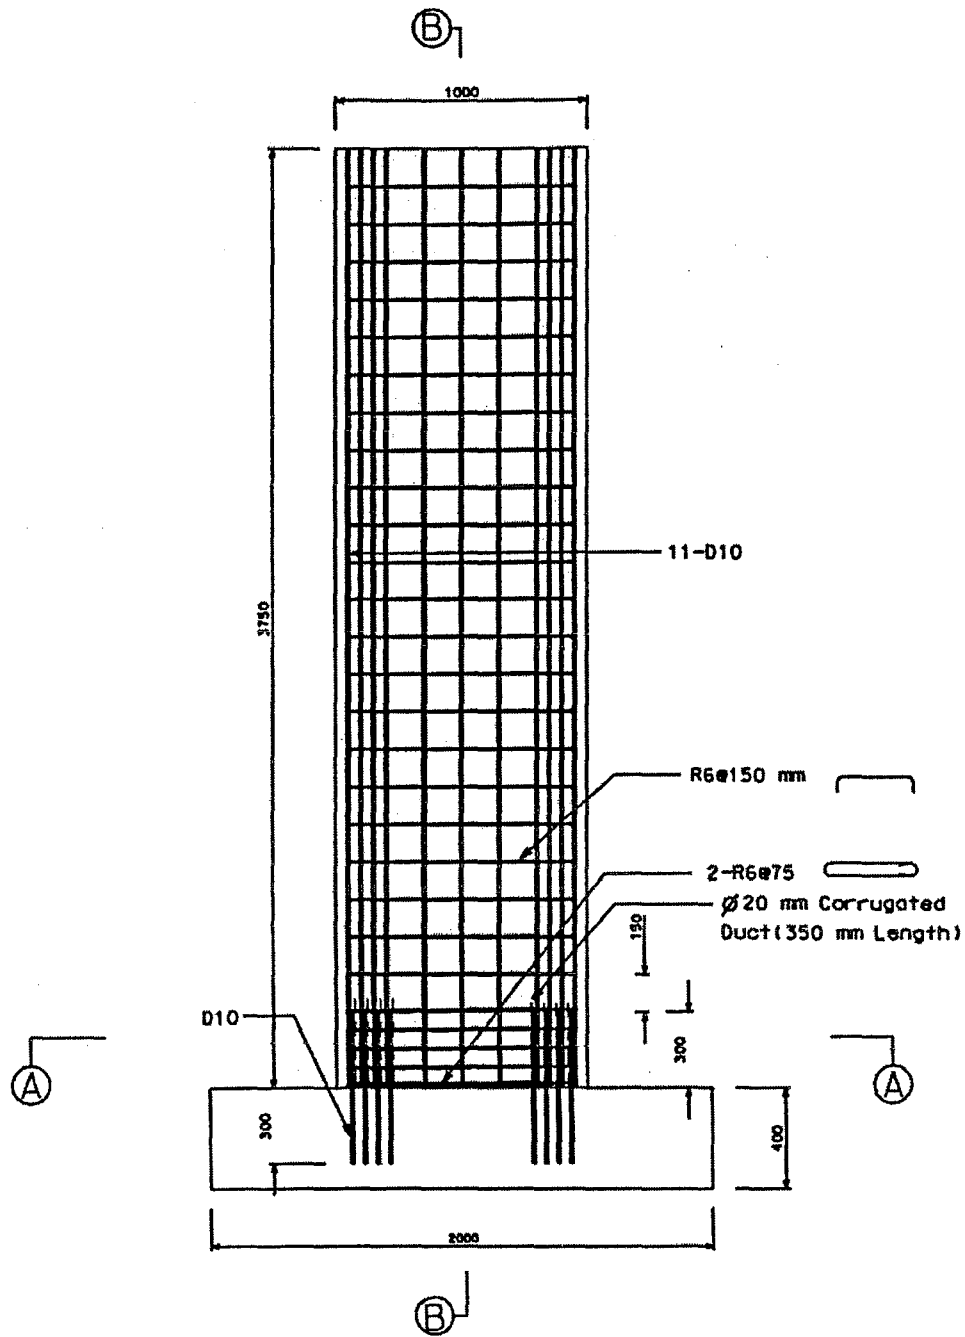 B
1000
3750
11-D10
R6@150 mm
2-R6@75
Ø20 mm Corrugated
Duct(350 mm Length)
150
D10
300
A
A
300
400
2000
B